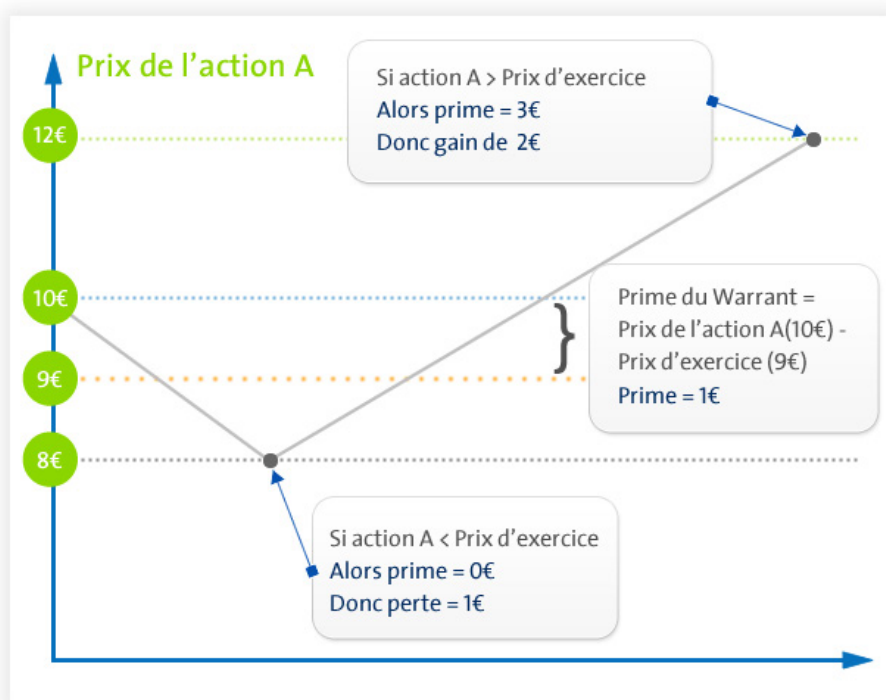 Prix de l'action A
Si action A > Prix d'exercice
Alors prime = 3€
Donc gain de 2€
12€
10€
Prime du Warrant =
Prix de l'action A(10€) -
Prix d'exercice (9€)
Prime = 1€
9€
8€
Si action A < Prix d'exercice
Alors prime = 0€
Donc perte = 1€